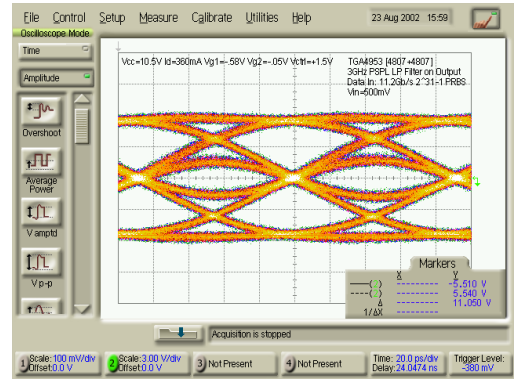 File Control Setup Measure Calibrate Utilities Help 23 Aug 2002 15:59
Oscilloscope Mode
Time
Amplitude
Overshoot
Average
Power
V amptd
V p-p
Vcc=10.5V Id=360mA Vg1=-.58V Vg2=-.05V Vctrl=+1.5V
TGA4953 [4807+4807]
3GHz PSPL LP Filter on Output
Data In: 11.2Gb/s 2^31-1 PRBS
Vin=500mV
Markers
X Y
-5.510 V
5.540 V
Δ 11.050 V
1/ΔX
Acquisition is stopped
1 Scale: 100 mV/div
Offset:0.0 V
2 Scale:3.00 V/div
Offset:0.0 V
3 Not Present
4 Not Present
Time: 20.0 ps/div
Delay:24.0474 ns
Trigger Level:
-380 mV